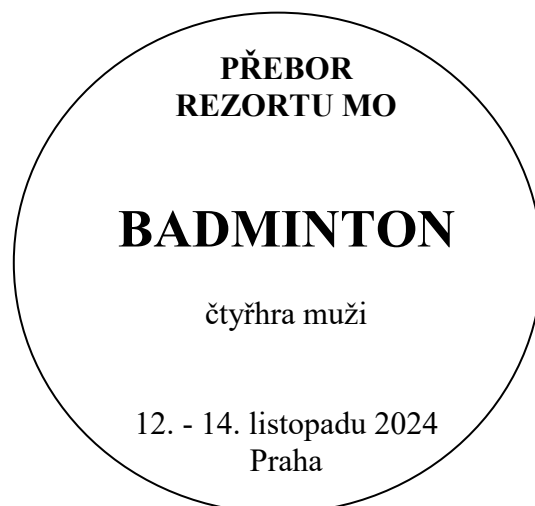 PŘEBOR
REZORTU MO
BADMINTON
čtyřhra muži
12. - 14. listopadu 2024
Praha